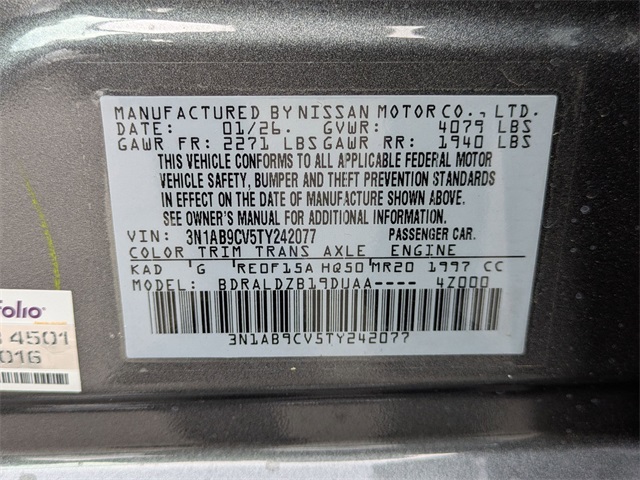 MANUFACTURED BY NISSAN MOTOR CO., LTD.
DATE: 01/26. GVWR: 4079 LBS
GAWR FR: 2271 LBS GAWR RR: 1940 LBS
THIS VEHICLE CONFORMS TO ALL APPLICABLE FEDERAL MOTOR
VEHICLE SAFETY, BUMPER AND THEFT PREVENTION STANDARDS
IN EFFECT ON THE DATE OF MANUFACTURE SHOWN ABOVE.
SEE OWNER'S MANUAL FOR ADDITIONAL INFORMATION.
VIN: 3N1AB9CV5TY242077 PASSENGER CAR.
COLOR TRIM TRANS AXLE ENGINE
KAD G RE0F15A HQ50 MR20 1997 CC
MODEL: BDRALDZB19DUAA---- 4Z000
3N1AB9CV5TY242077
folio
4501
016